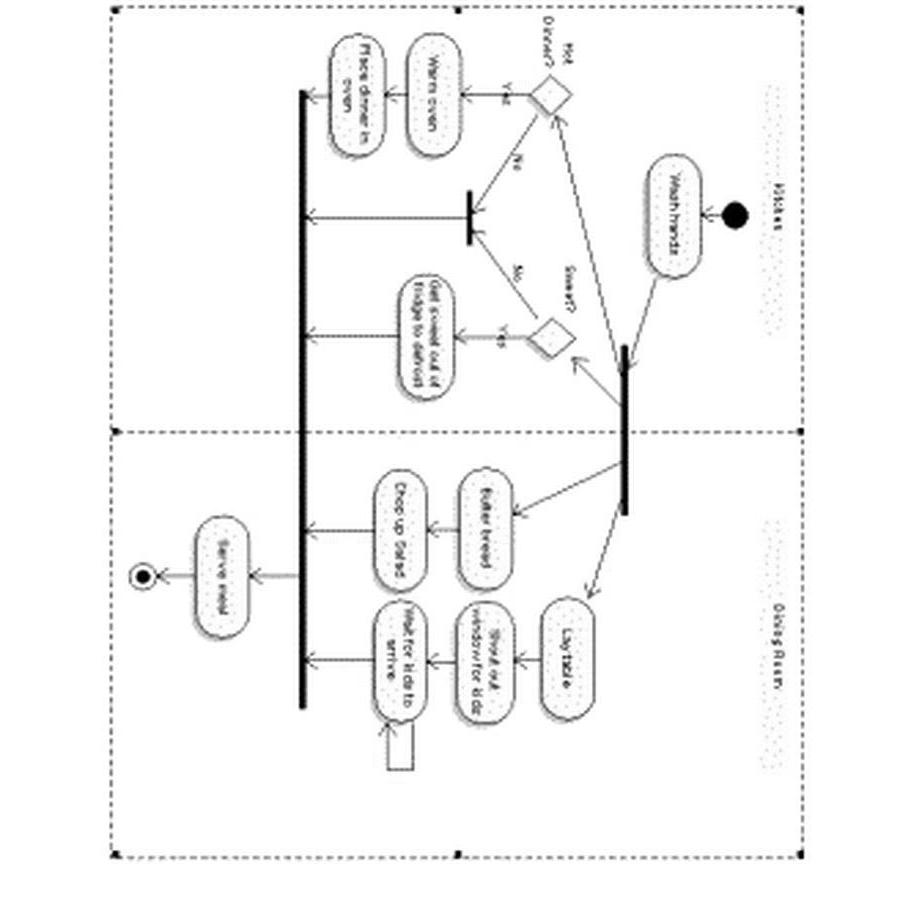 Kitchen
Dining Room
Wash hands
Hot
Dinner?
Sweet?
Yes
No
No
Yes
Warm oven
Place dinner in
oven
Get sweet out of
fridge to defrost
Butter bread
Chop up Salad
Lay table
Shout out
window for kids
Wait for kids to
arrive
Serve meal